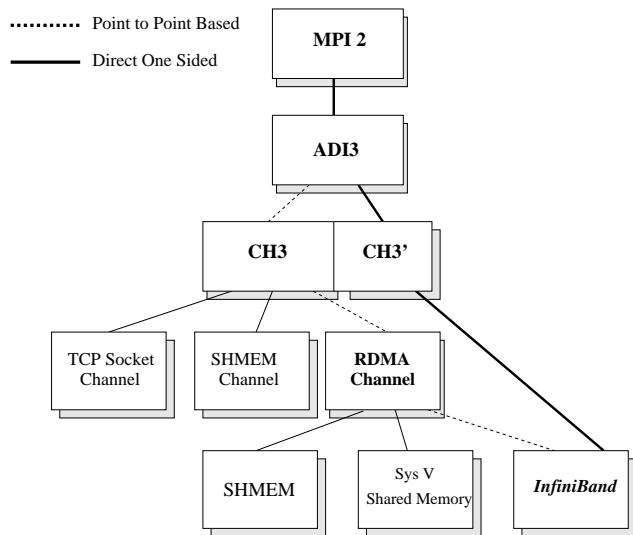 Point to Point Based
Direct One Sided
MPI 2
ADI3
CH3
CH3’
TCP Socket
Channel
SHMEM
Channel
RDMA
Channel
SHMEM
Sys V
Shared Memory
InfiniBand